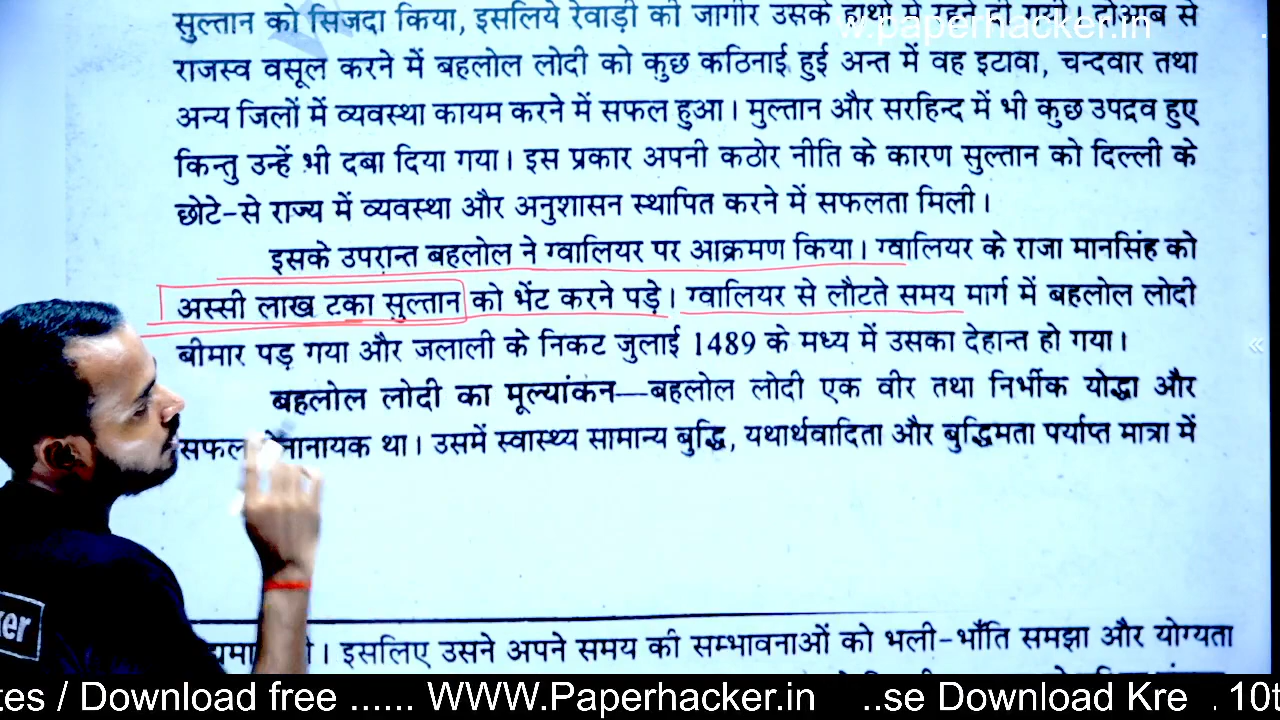 सुल्तान को सिजदा किया, इसलिये रेवाड़ी की जागीर उसके हाथों में रहने दी गयी। दोआब से
w.paperhacker.in
राजस्व वसूल करने में बहलोल लोदी को कुछ कठिनाई हुई अन्त में वह इटावा, चन्दवार तथा
अन्य जिलों में व्यवस्था कायम करने में सफल हुआ। मुल्तान और सरहिन्द में भी कुछ उपद्रव हुए
किन्तु उन्हें भी दबा दिया गया। इस प्रकार अपनी कठोर नीति के कारण सुल्तान को दिल्ली के
छोटे-से राज्य में व्यवस्था और अनुशासन स्थापित करने में सफलता मिली।
इसके उपरान्त बहलोल ने ग्वालियर पर आक्रमण किया। ग्वालियर के राजा मानसिंह को
अस्सी लाख टका सुल्तान को भेंट करने पड़े। ग्वालियर से लौटते समय मार्ग में बहलोल लोदी
बीमार पड़ गया और जलाली के निकट जुलाई 1489 के मध्य में उसका देहान्त हो गया।
बहलोल लोदी का मूल्यांकन—बहलोल लोदी एक वीर तथा निर्भीक योद्धा और
सफल था। उसमें स्वास्थ्य सामान्य बुद्धि, यथार्थवादिता और बुद्धिमता पर्याप्त मात्रा में
इसलिए उसने अपने समय की सम्भावनाओं को भली-भाँति समझा और योग्यता
ker
tes / Download free ...... WWW.Paperhacker.in ..se Download Kre . 10t